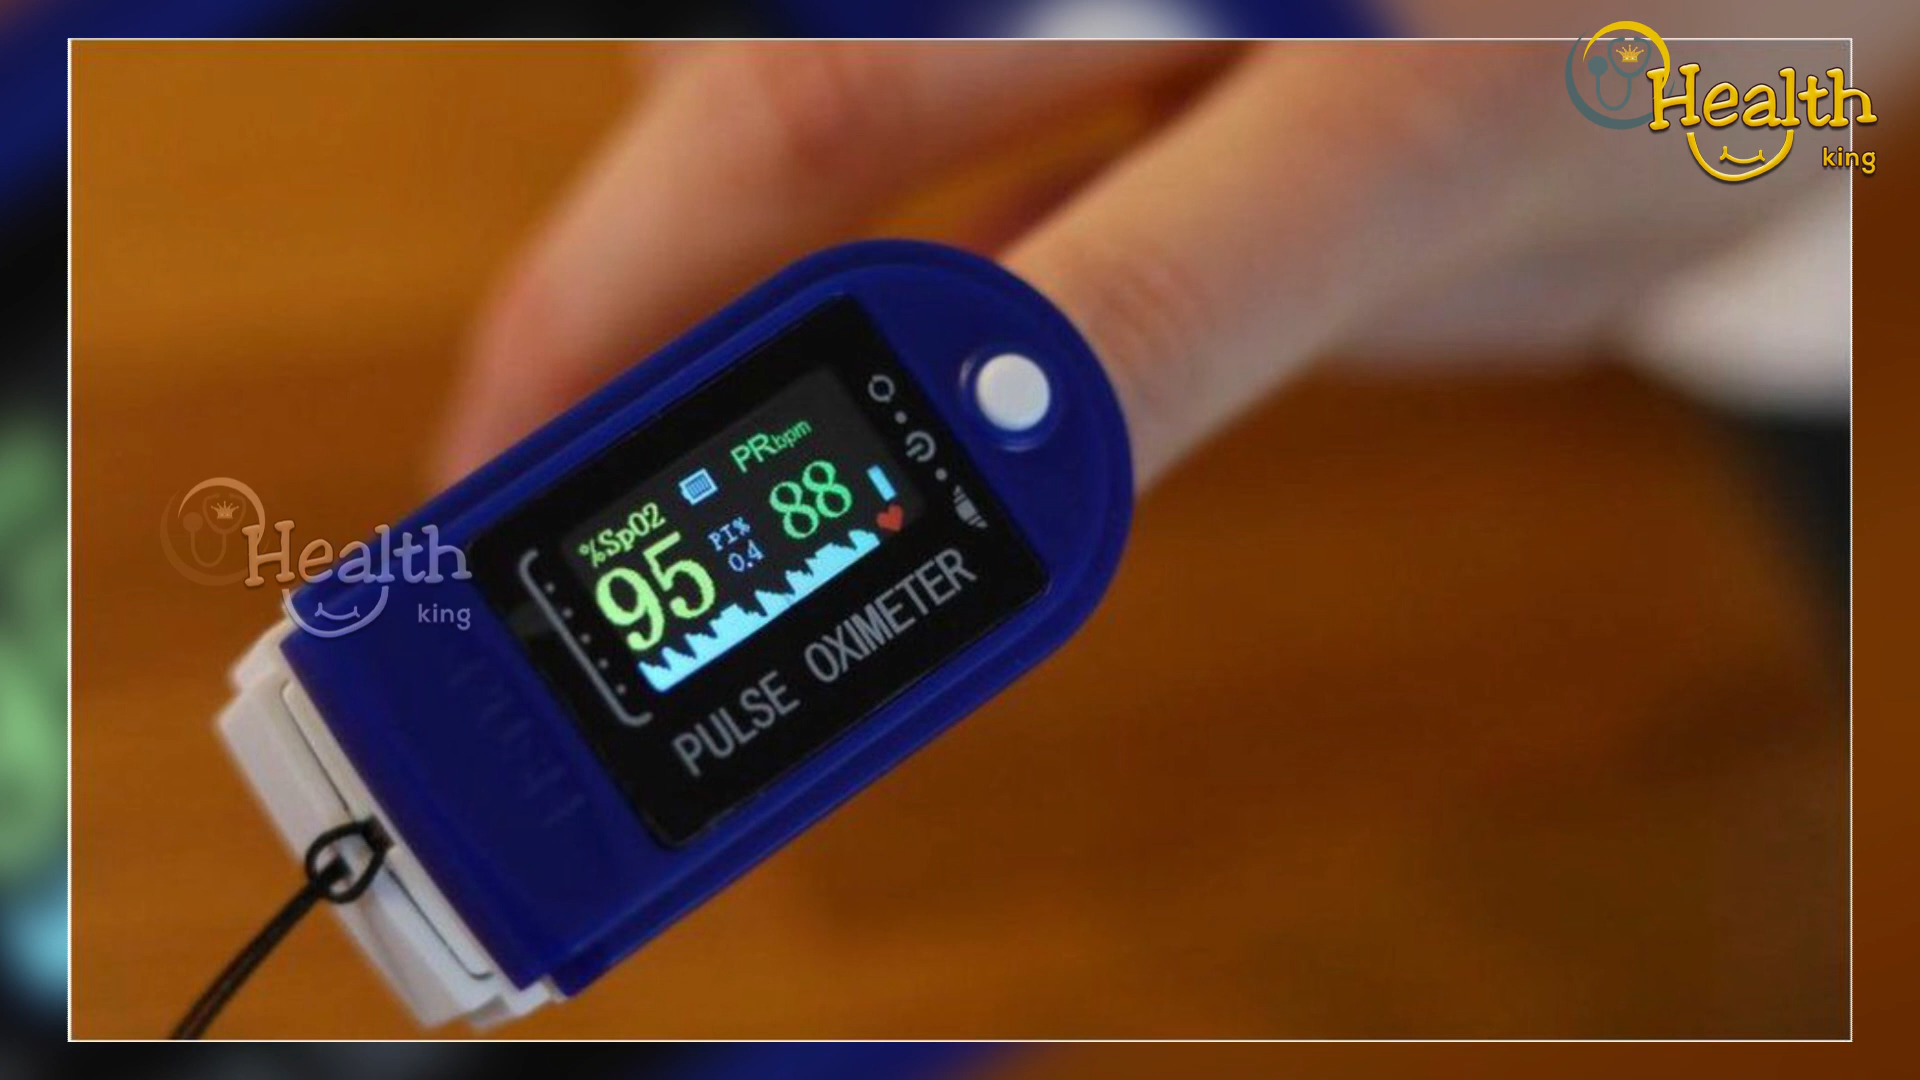 Health
king
PRbpm
%SpO2
88
PI%
0.4
95
PULSE OXIMETER
Health
king